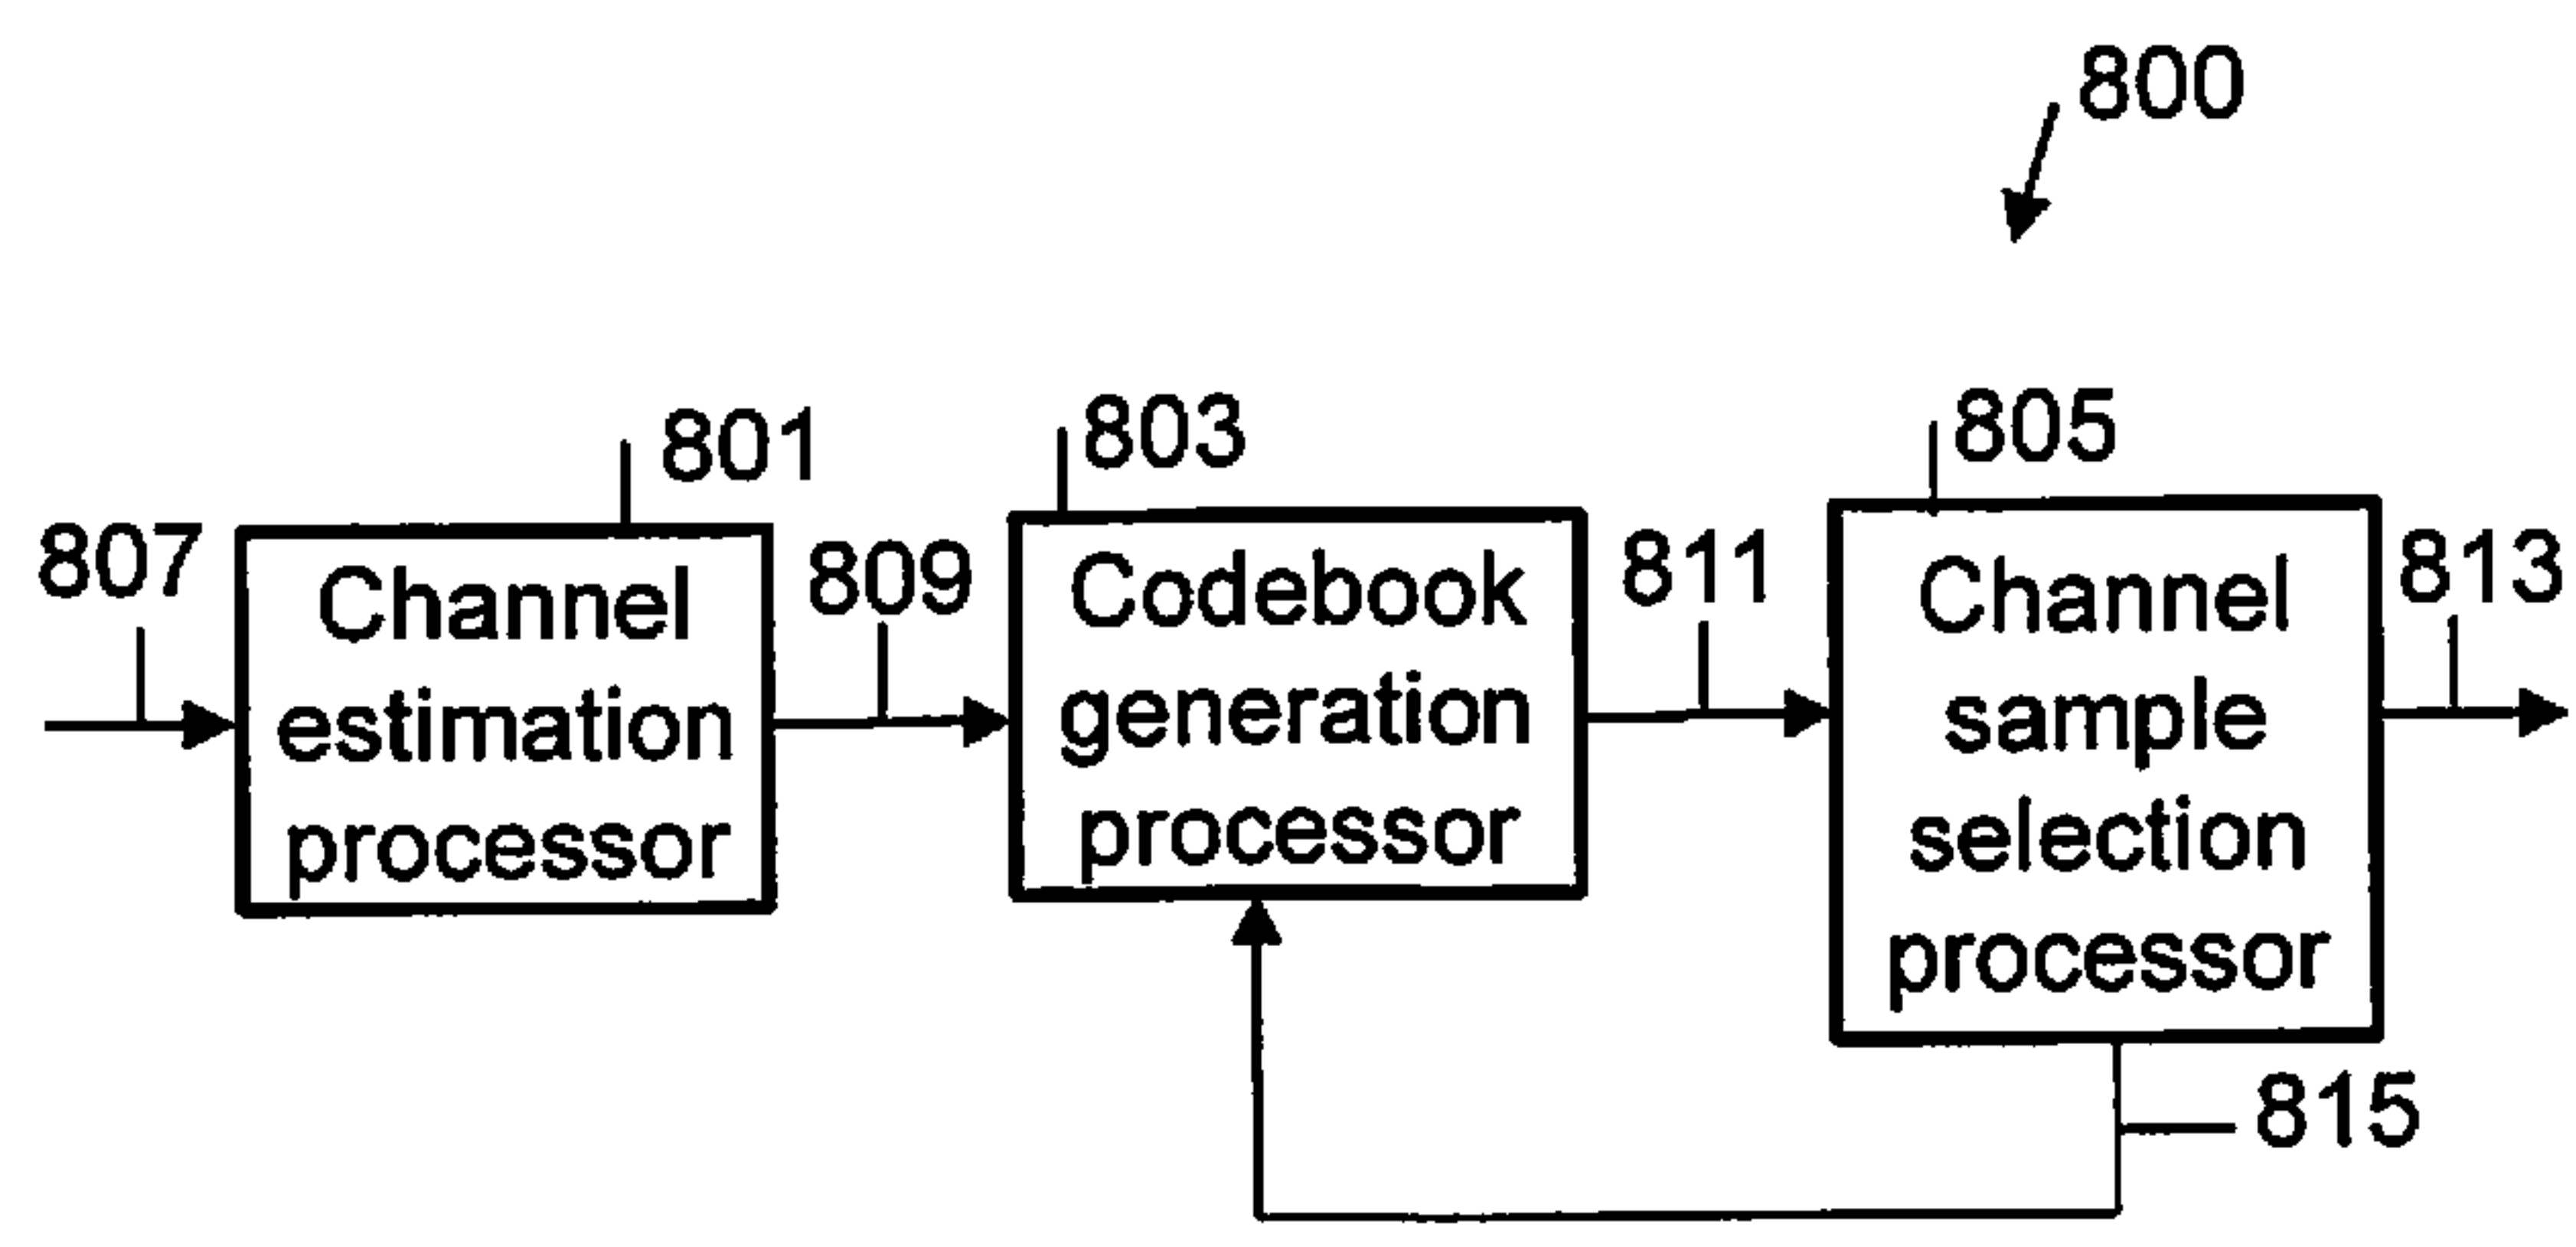 800
801
803
805
807
809
811
813
Channel
estimation
processor
Codebook
generation
processor
Channel
sample
selection
processor
815